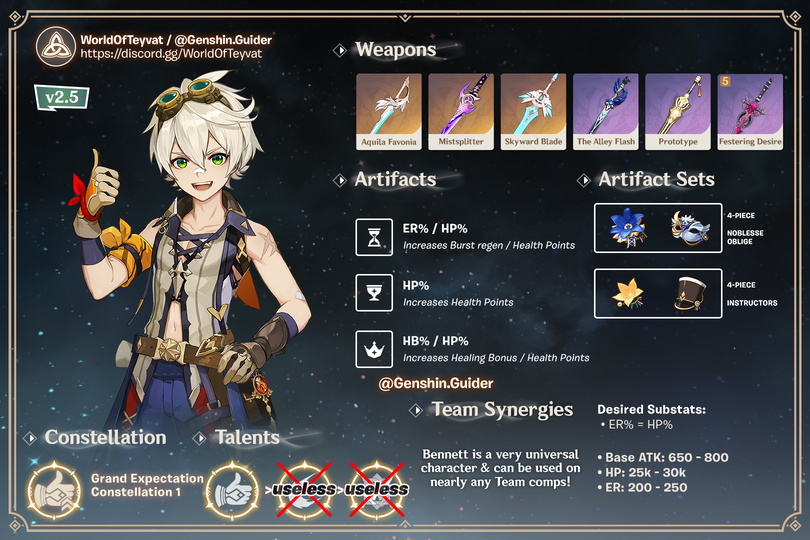 WorldOfTeyvat / @Genshin.Guider
https://discord.gg/WorldOfTeyvat
v2.5
Weapons
Aquila Favonia
Mistsplitter
Skyward Blade
The Alley Flash
Prototype
5
Festering Desire
Artifacts
ER% / HP%
Increases Burst regen / Health Points
HP%
Increases Health Points
HB% / HP%
Increases Healing Bonus / Health Points
@Genshin.Guider
Artifact Sets
4-PIECE
NOBLESSE
OBLIGE
4-PIECE
INSTRUCTORS
Constellation
Grand Expectation
Constellation 1
Talents
>
useless
>
useless
Team Synergies
Bennett is a very universal
character & can be used on
nearly any Team comps!
Desired Substats:
• ER% = HP%
• Base ATK: 650 - 800
• HP: 25k - 30k
• ER: 200 - 250